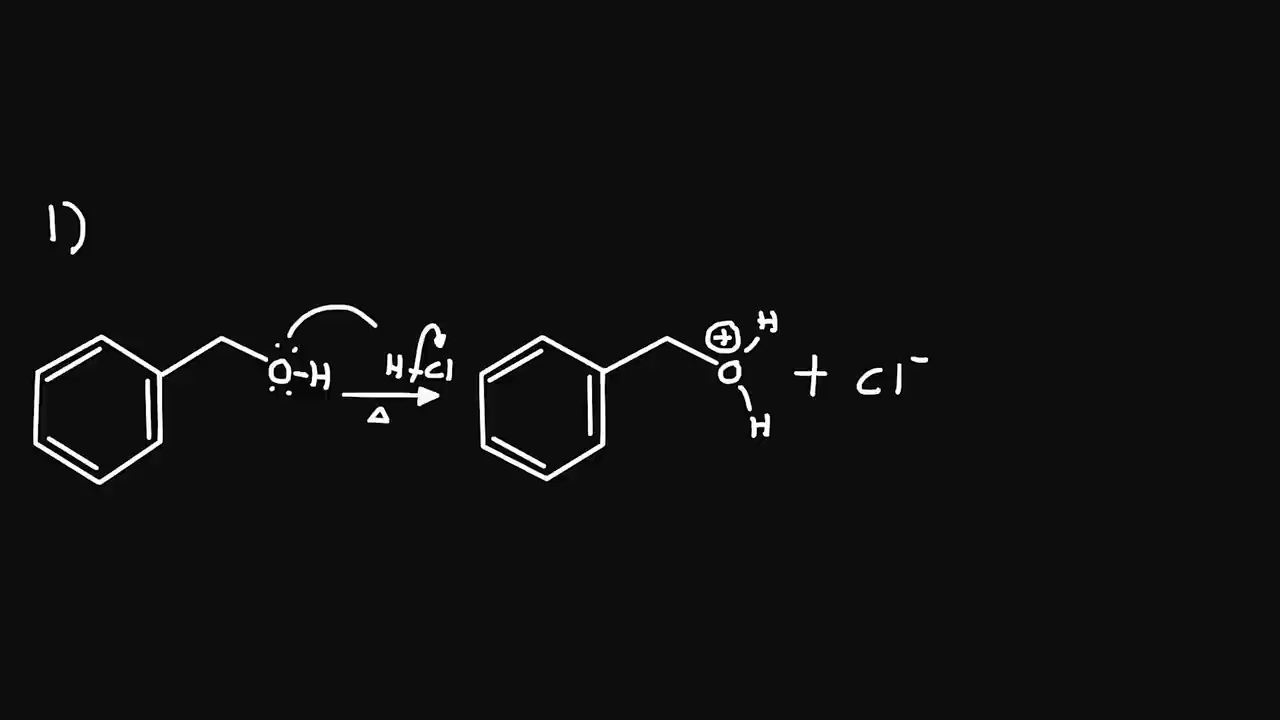 1)
O-H H-Cl Δ ⊕ O H H + Cl⁻